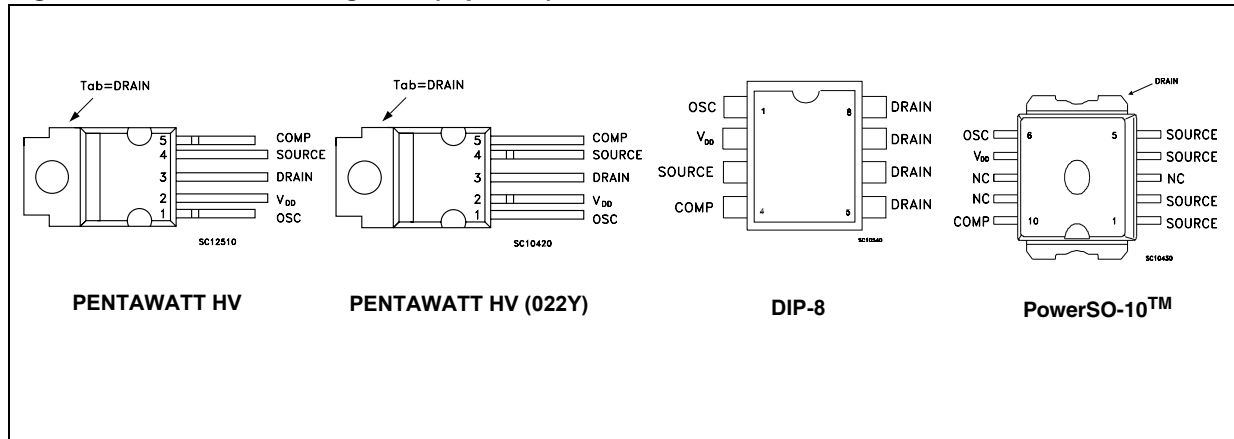 Tab=DRAIN
5 COMP
4 SOURCE
3 DRAIN
2 VDD
1 OSC
SC12510
PENTAWATT HV
Tab=DRAIN
5 COMP
4 SOURCE
3 DRAIN
2 VDD
1 OSC
SC10420
PENTAWATT HV (022Y)
OSC 1 8 DRAIN
VDD DRAIN
SOURCE DRAIN
COMP 4 5 DRAIN
SC10540
DIP-8
DRAIN
OSC 6 5 SOURCE
VDD SOURCE
NC NC
NC SOURCE
COMP 10 1 SOURCE
SC10430
PowerSO-10TM